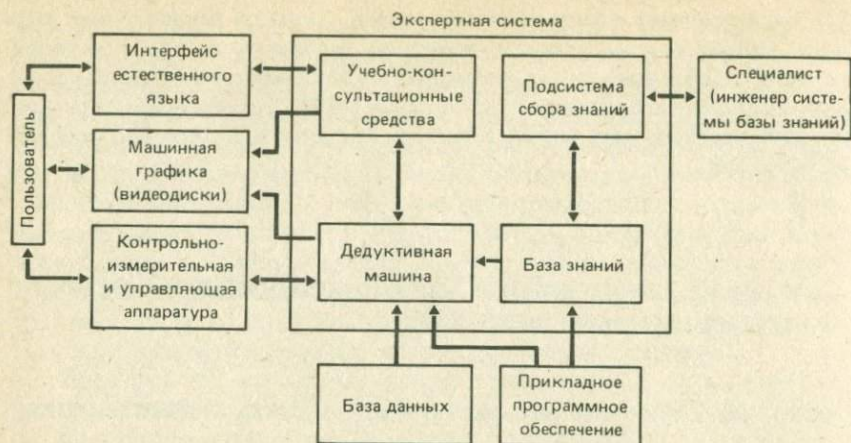 Экспертная система
Интерфейс
естественного
языка
Учебно-кон-
сультационные
средства
Подсистема
сбора знаний
Специалист
(инженер систе-
мы базы знаний)
Пользователь
Машинная
графика
(видеодиски)
Контрольно-
измерительная
и управляющая
аппаратура
Дедуктивная
машина
База знаний
База данных
Прикладное
программное
обеспечение